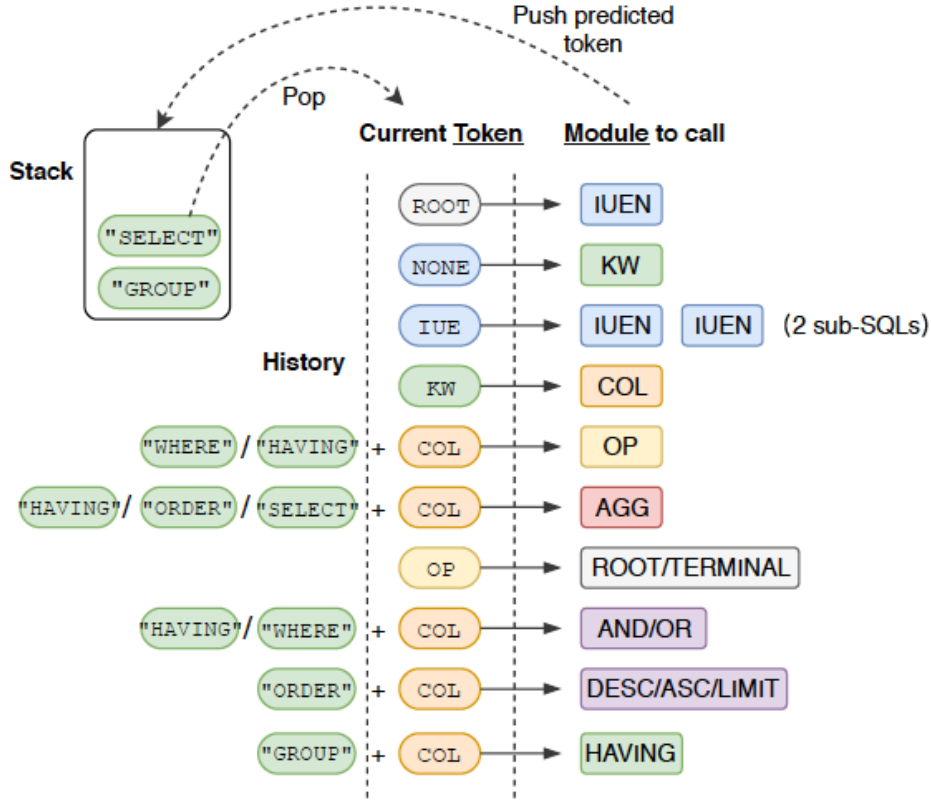 Push predicted
token
Pop
Current Token Module to call
Stack
ROOT IUEN
"SELECT"
NONE KW
"GROUP"
IUE IUEN IUEN (2 sub-SQLs)
History
KW COL
"WHERE" / "HAVING" + COL OP
"HAVING" / "ORDER" / "SELECT" + COL AGG
OP ROOT/TERMINAL
"HAVING" / "WHERE" + COL AND/OR
"ORDER" + COL DESC/ASC/LIMIT
"GROUP" + COL HAVING